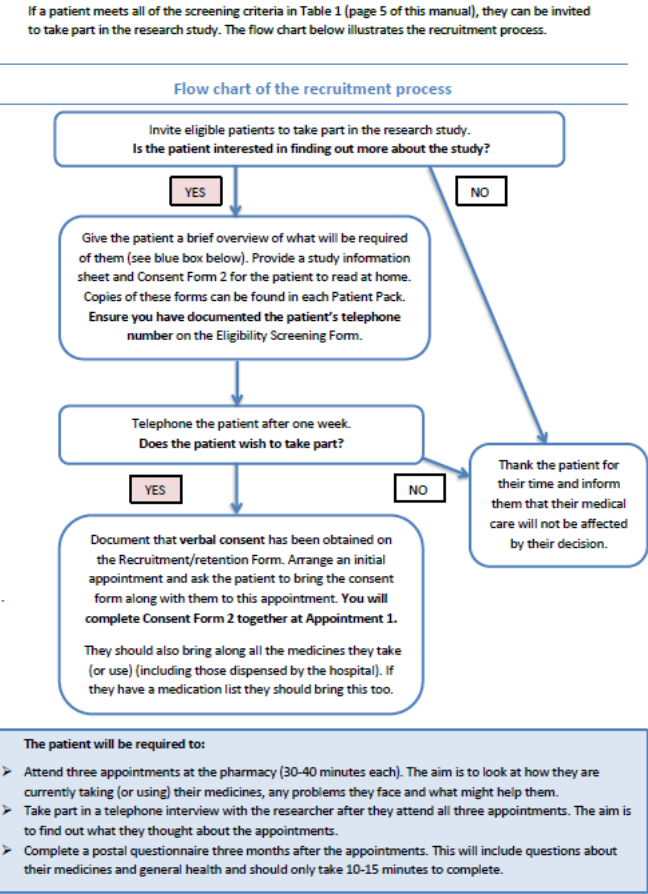 If a patient meets all of the screening criteria in Table 1 (page 5 of this manual), they can be invited
to take part in the research study. The flow chart below illustrates the recruitment process.
Flow chart of the recruitment process
Invite eligible patients to take part in the research study.
Is the patient interested in finding out more about the study?
YES
NO
Give the patient a brief overview of what will be required
of them (see blue box below). Provide a study information
sheet and Consent Form 2 for the patient to read at home.
Copies of these forms can be found in each Patient Pack.
Ensure you have documented the patient's telephone
number on the Eligibility Screening Form.
Telephone the patient after one week.
Does the patient wish to take part?
YES
NO
Thank the patient for
their time and inform
them that their medical
care will not be affected
by their decision.
Document that verbal consent has been obtained on
the Recruitment/retention Form. Arrange an initial
appointment and ask the patient to bring the consent
form along with them to this appointment. You will
complete Consent Form 2 together at Appointment 1.
They should also bring along all the medicines they take
(or use) (including those dispensed by the hospital). If
they have a medication list they should bring this too.
The patient will be required to:
➤ Attend three appointments at the pharmacy (30-40 minutes each). The aim is to look at how they are
currently taking (or using) their medicines, any problems they face and what might help them.
➤ Take part in a telephone interview with the researcher after they attend all three appointments. The aim is
to find out what they thought about the appointments.
➤ Complete a postal questionnaire three months after the appointments. This will include questions about
their medicines and general health and should only take 10-15 minutes to complete.